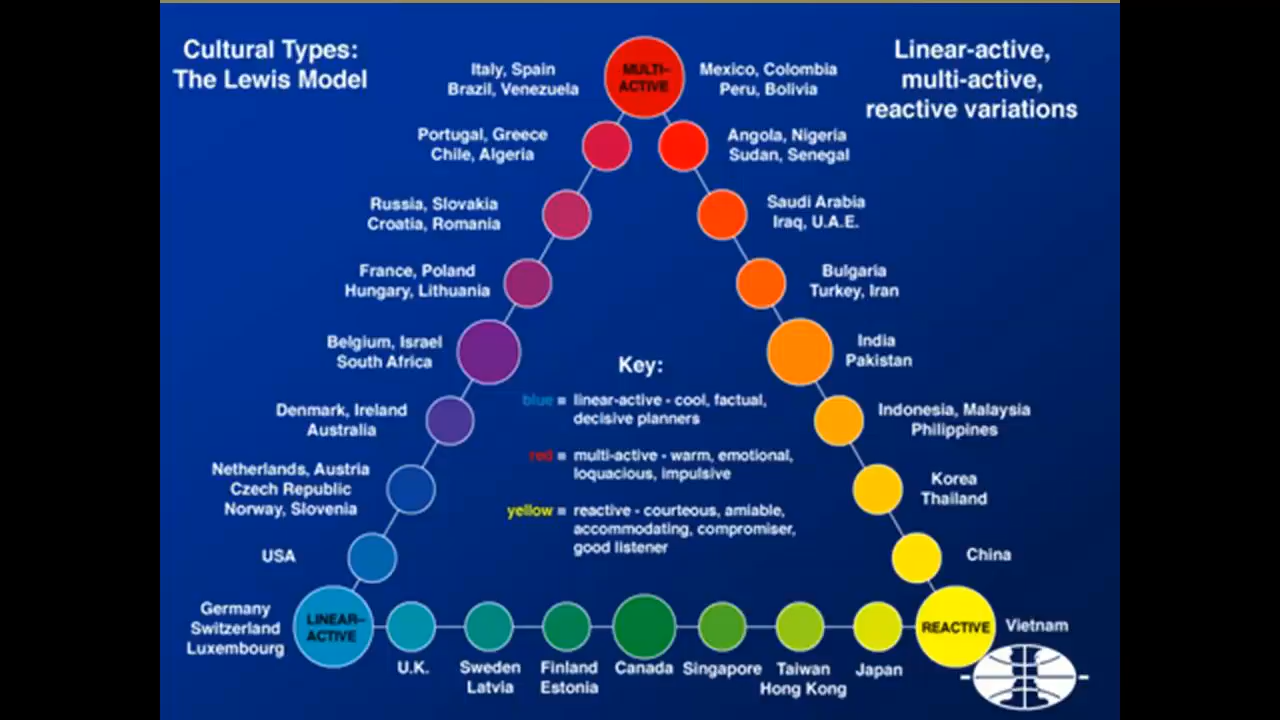 Cultural Types:
The Lewis Model
Linear-active,
multi-active,
reactive variations
MULTI-
ACTIVE
Italy, Spain
Brazil, Venezuela
Mexico, Colombia
Peru, Bolivia
Portugal, Greece
Chile, Algeria
Angola, Nigeria
Sudan, Senegal
Russia, Slovakia
Croatia, Romania
Saudi Arabia
Iraq, U.A.E.
France, Poland
Hungary, Lithuania
Bulgaria
Turkey, Iran
Belgium, Israel
South Africa
India
Pakistan
Denmark, Ireland
Australia
Indonesia, Malaysia
Philippines
Netherlands, Austria
Czech Republic
Norway, Slovenia
Korea
Thailand
USA
China
Key:
blue = linear-active - cool, factual,
decisive planners
red = multi-active - warm, emotional,
loquacious, impulsive
yellow = reactive - courteous, amiable,
accommodating, compromiser,
good listener
Germany
Switzerland
Luxembourg
LINEAR-
ACTIVE
REACTIVE
Vietnam
U.K.
Sweden
Latvia
Finland
Estonia
Canada
Singapore
Taiwan
Hong Kong
Japan